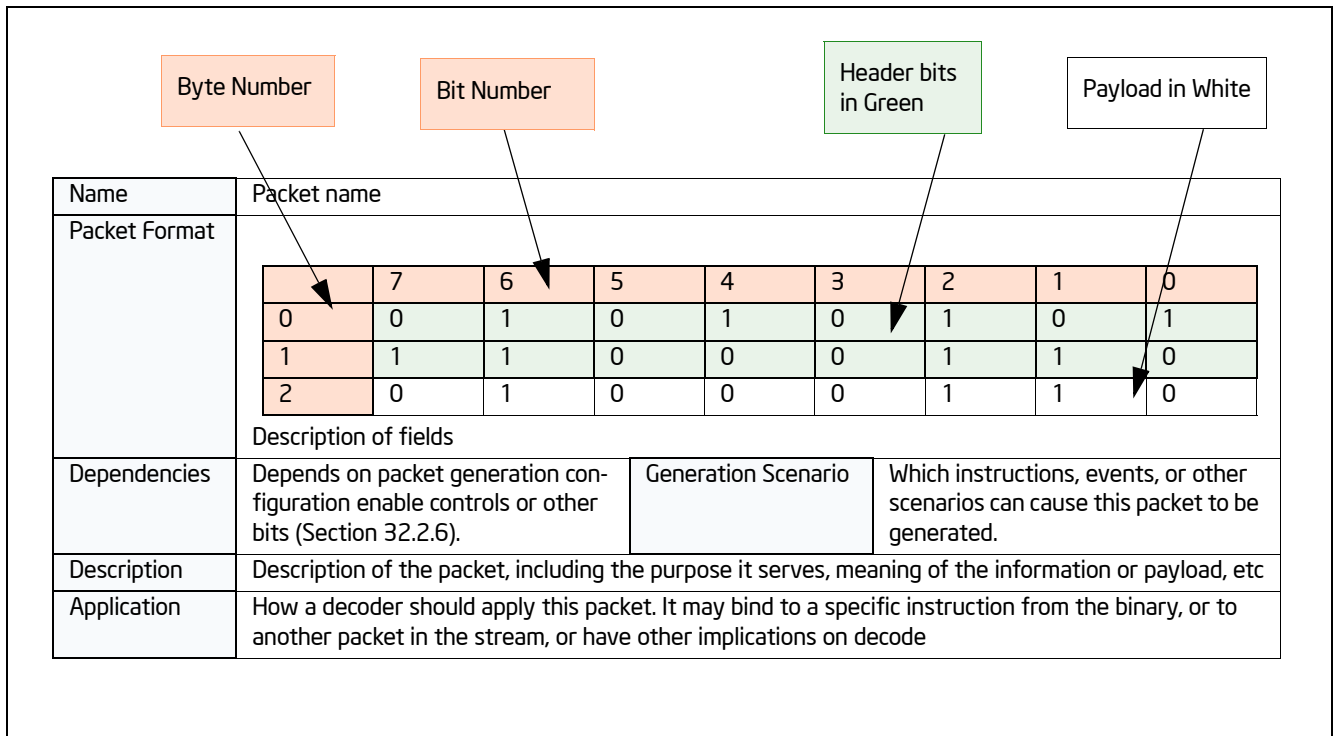 Byte Number
Bit Number
Header bits
in Green
Payload in White
Name Packet name
Packet Format
7 6 5 4 3 2 1 0
0 0 1 0 1 0 1 0 1
1 1 1 0 0 0 1 1 0
2 0 1 0 0 0 1 1 0
Description of fields
Dependencies
Depends on packet generation con-
figuration enable controls or other
bits (Section 32.2.6).
Generation Scenario
Which instructions, events, or other
scenarios can cause this packet to be
generated.
Description Description of the packet, including the purpose it serves, meaning of the information or payload, etc
Application How a decoder should apply this packet. It may bind to a specific instruction from the binary, or to
another packet in the stream, or have other implications on decode